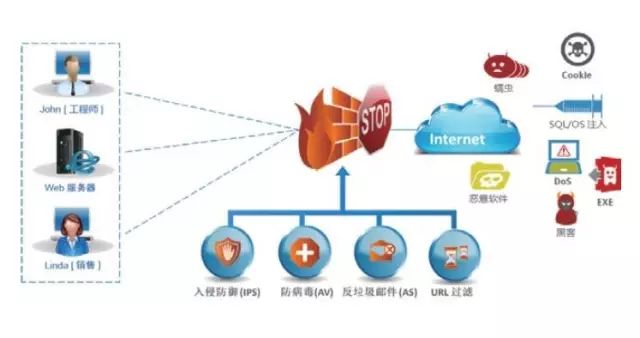 John [ 工程师 ]
Web 服务器
Linda [ 销售 ]
STOP
Internet
蠕虫
Cookie
SQL/OS 注入
恶意软件
DoS
EXE
黑客
入侵防御(IPS)
防病毒(AV)
反垃圾邮件(AS)
URL 过滤